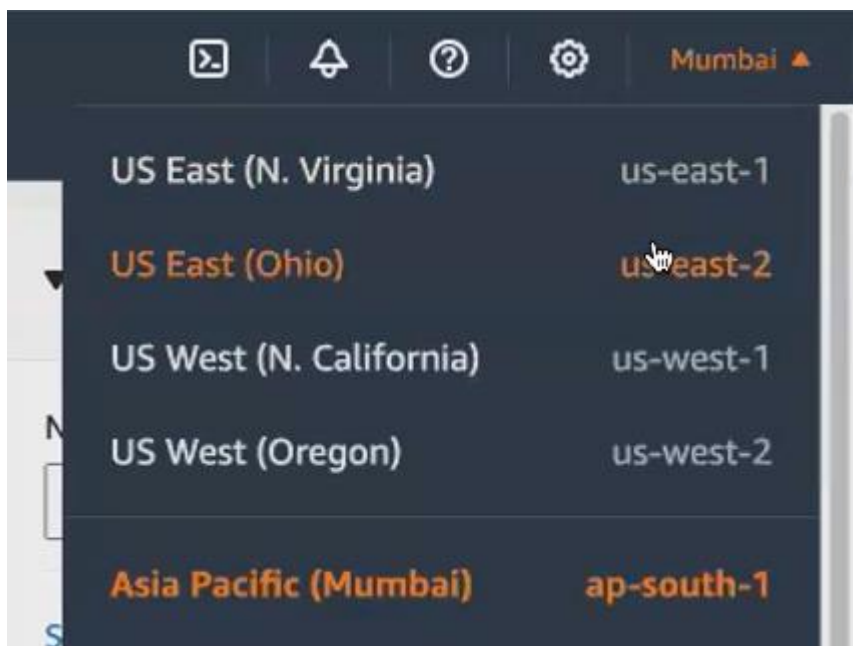 Mumbai ▲
US East (N. Virginia) us-east-1
US East (Ohio) us-east-2
US West (N. California) us-west-1
US West (Oregon) us-west-2
N
Asia Pacific (Mumbai) ap-south-1
S